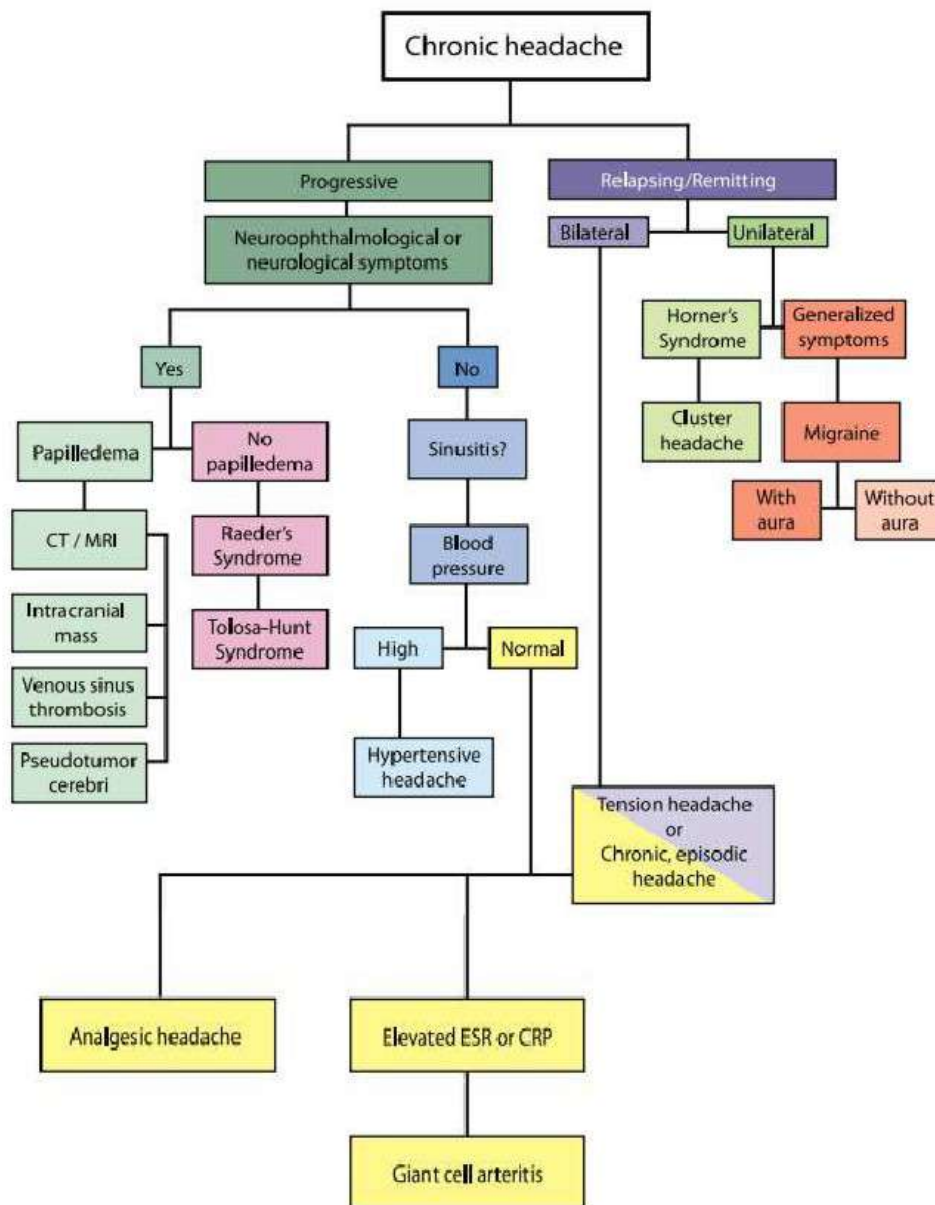 Chronic headache
Progressive
Relapsing/Remitting
Neuroophthalmological or
neurological symptoms
Bilateral
Unilateral
Horner's
Syndrome
Generalized
symptoms
Yes
No
Cluster
headache
Migraine
Papilledema
No
papilledema
Sinusitis?
With
aura
Without
aura
CT / MRI
Raeder's
Syndrome
Blood
pressure
Intracranial
mass
Tolosa-Hunt
Syndrome
High
Normal
Venous sinus
thrombosis
Pseudotumor
cerebri
Hypertensive
headache
Tension headache
or
Chronic, episodic
headache
Analgesic headache
Elevated ESR or CRP
Giant cell arteritis